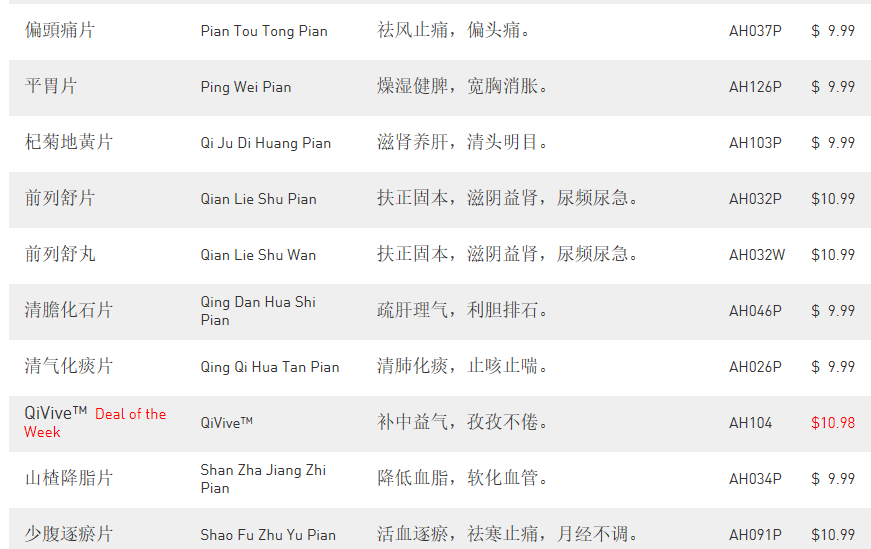 偏頭痛片 Pian Tou Tong Pian 祛风止痛，偏头痛。 AH037P $ 9.99
平胃片 Ping Wei Pian 燥湿健脾，宽胸消胀。 AH126P $ 9.99
杞菊地黃片 Qi Ju Di Huang Pian 滋肾养肝，清头明目。 AH103P $ 9.99
前列舒片 Qian Lie Shu Pian 扶正固本，滋阴益肾，尿频尿急。 AH032P $10.99
前列舒丸 Qian Lie Shu Wan 扶正固本，滋阴益肾，尿频尿急。 AH032W $10.99
清膽化石片 Qing Dan Hua Shi
Pian 疏肝理气，利胆排石。 AH046P $ 9.99
清气化痰片 Qing Qi Hua Tan Pian 清肺化痰，止咳止喘。 AH026P $ 9.99
QiVive™ Deal of the
Week QiVive™ 补中益气，孜孜不倦。 AH104 $10.98
山楂降脂片 Shan Zha Jiang Zhi
Pian 降低血脂，软化血管。 AH034P $ 9.99
少腹逐瘀片 Shao Fu Zhu Yu Pian 活血逐瘀，祛寒止痛，月经不调。 AH091P $10.99